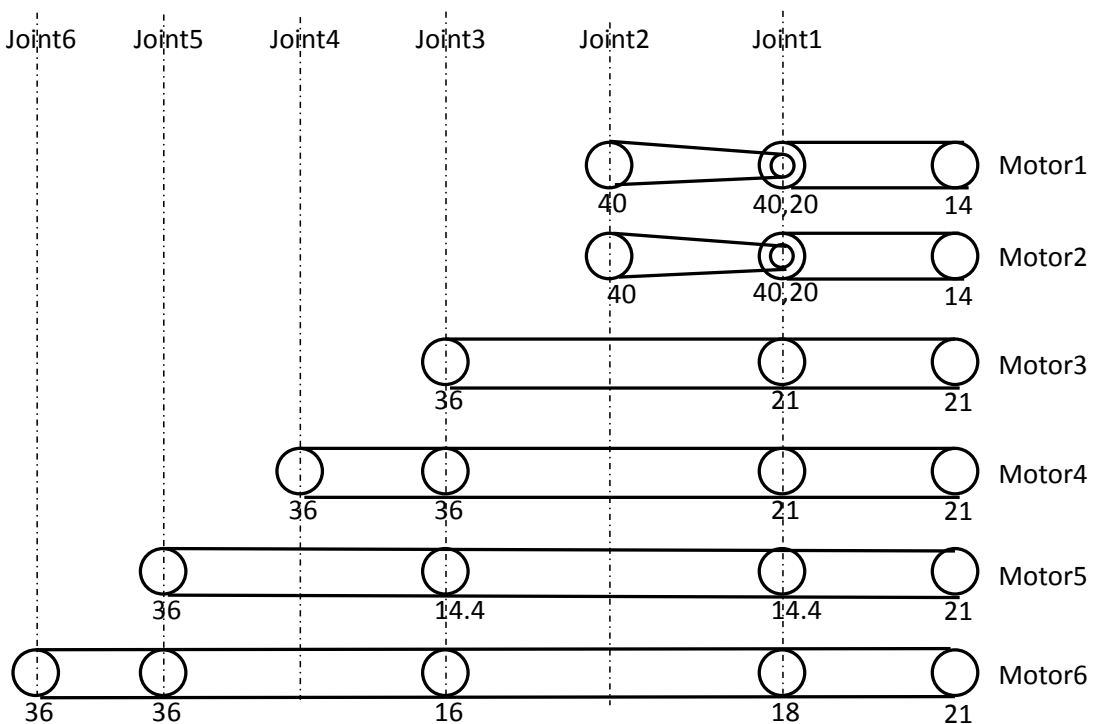 Joint6 Joint5 Joint4 Joint3 Joint2 Joint1
Motor1
40 40,20 14
Motor2
40 40,20 14
Motor3
36 21 21
Motor4
36 36 21 21
Motor5
36 14.4 14.4 21
Motor6
36 36 16 18 21